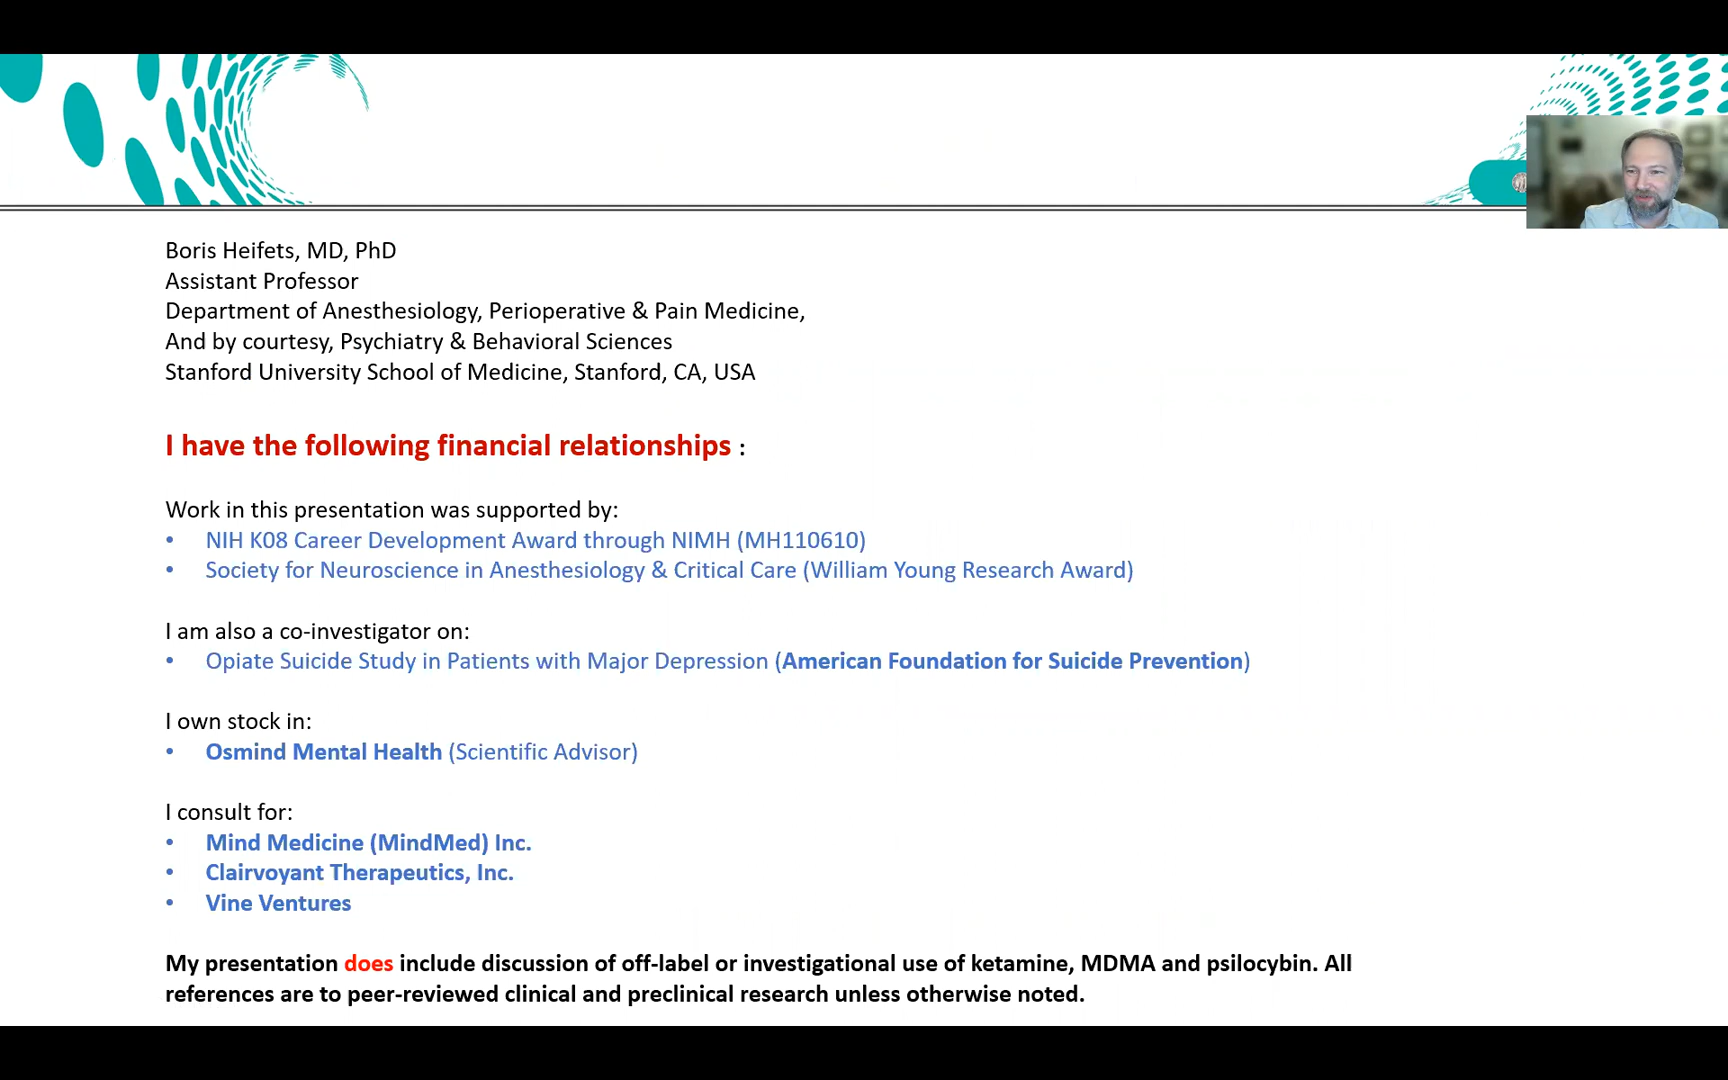 Boris Heifets, MD, PhD
Assistant Professor
Department of Anesthesiology, Perioperative & Pain Medicine,
And by courtesy, Psychiatry & Behavioral Sciences
Stanford University School of Medicine, Stanford, CA, USA
I have the following financial relationships :
Work in this presentation was supported by:
• NIH K08 Career Development Award through NIMH (MH110610)
• Society for Neuroscience in Anesthesiology & Critical Care (William Young Research Award)
I am also a co-investigator on:
• Opiate Suicide Study in Patients with Major Depression (American Foundation for Suicide Prevention)
I own stock in:
• Osmind Mental Health (Scientific Advisor)
I consult for:
• Mind Medicine (MindMed) Inc.
• Clairvoyant Therapeutics, Inc.
• Vine Ventures
My presentation does include discussion of off-label or investigational use of ketamine, MDMA and psilocybin. All
references are to peer-reviewed clinical and preclinical research unless otherwise noted.